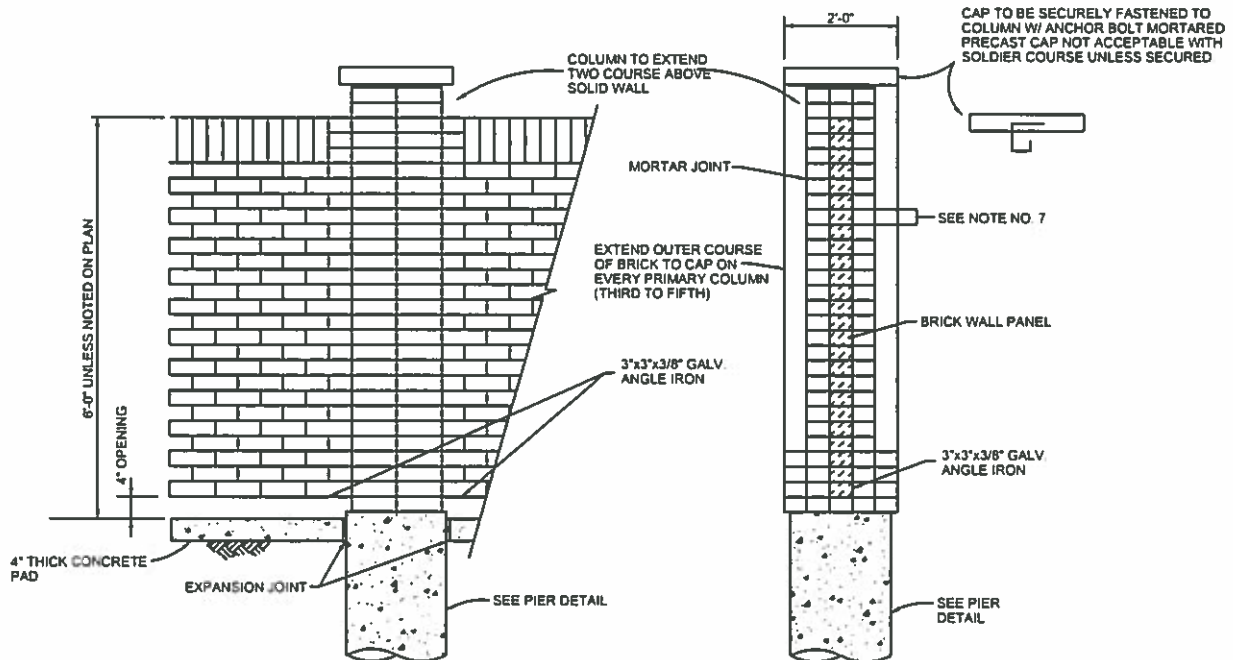 2'-0"
CAP TO BE SECURELY FASTENED TO
COLUMN W/ ANCHOR BOLT MORTARED
PRECAST CAP NOT ACCEPTABLE WITH
SOLDIER COURSE UNLESS SECURED
COLUMN TO EXTEND
TWO COURSE ABOVE
SOLID WALL
MORTAR JOINT
SEE NOTE NO. 7
EXTEND OUTER COURSE
OF BRICK TO CAP ON
EVERY PRIMARY COLUMN
(THIRD TO FIFTH)
BRICK WALL PANEL
6'-0" UNLESS NOTED ON PLAN
4" OPENING
3"x3"x3/8" GALV.
ANGLE IRON
3"x3"x3/8" GALV.
ANGLE IRON
4" THICK CONCRETE
PAD
EXPANSION JOINT
SEE PIER DETAIL
SEE PIER
DETAIL